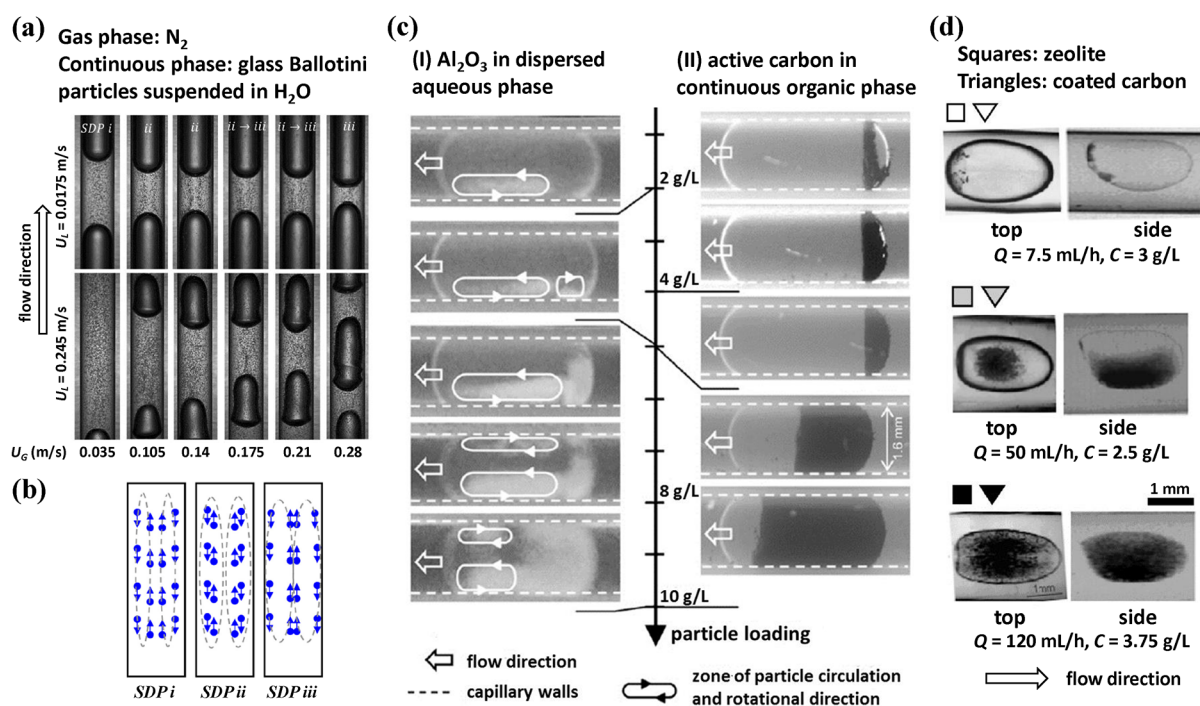 (a)
Gas phase: N2
Continuous phase: glass Ballotini
particles suspended in H2O
SDP i
ii
ii
ii → iii
ii → iii
iii
UL = 0.0175 m/s
UL = 0.245 m/s
flow direction
UG (m/s) 0.035 0.105 0.14 0.175 0.21 0.28
(b)
SDP i SDP ii SDP iii
(c)
(I) Al2O3 in dispersed
aqueous phase
(II) active carbon in
continuous organic phase
2 g/L
4 g/L
8 g/L
10 g/L
1.6 mm
particle loading
flow direction
capillary walls
zone of particle circulation
and rotational direction
(d)
Squares: zeolite
Triangles: coated carbon
top side
Q = 7.5 mL/h, C = 3 g/L
top side
Q = 50 mL/h, C = 2.5 g/L
1 mm
1mm
top side
Q = 120 mL/h, C = 3.75 g/L
flow direction